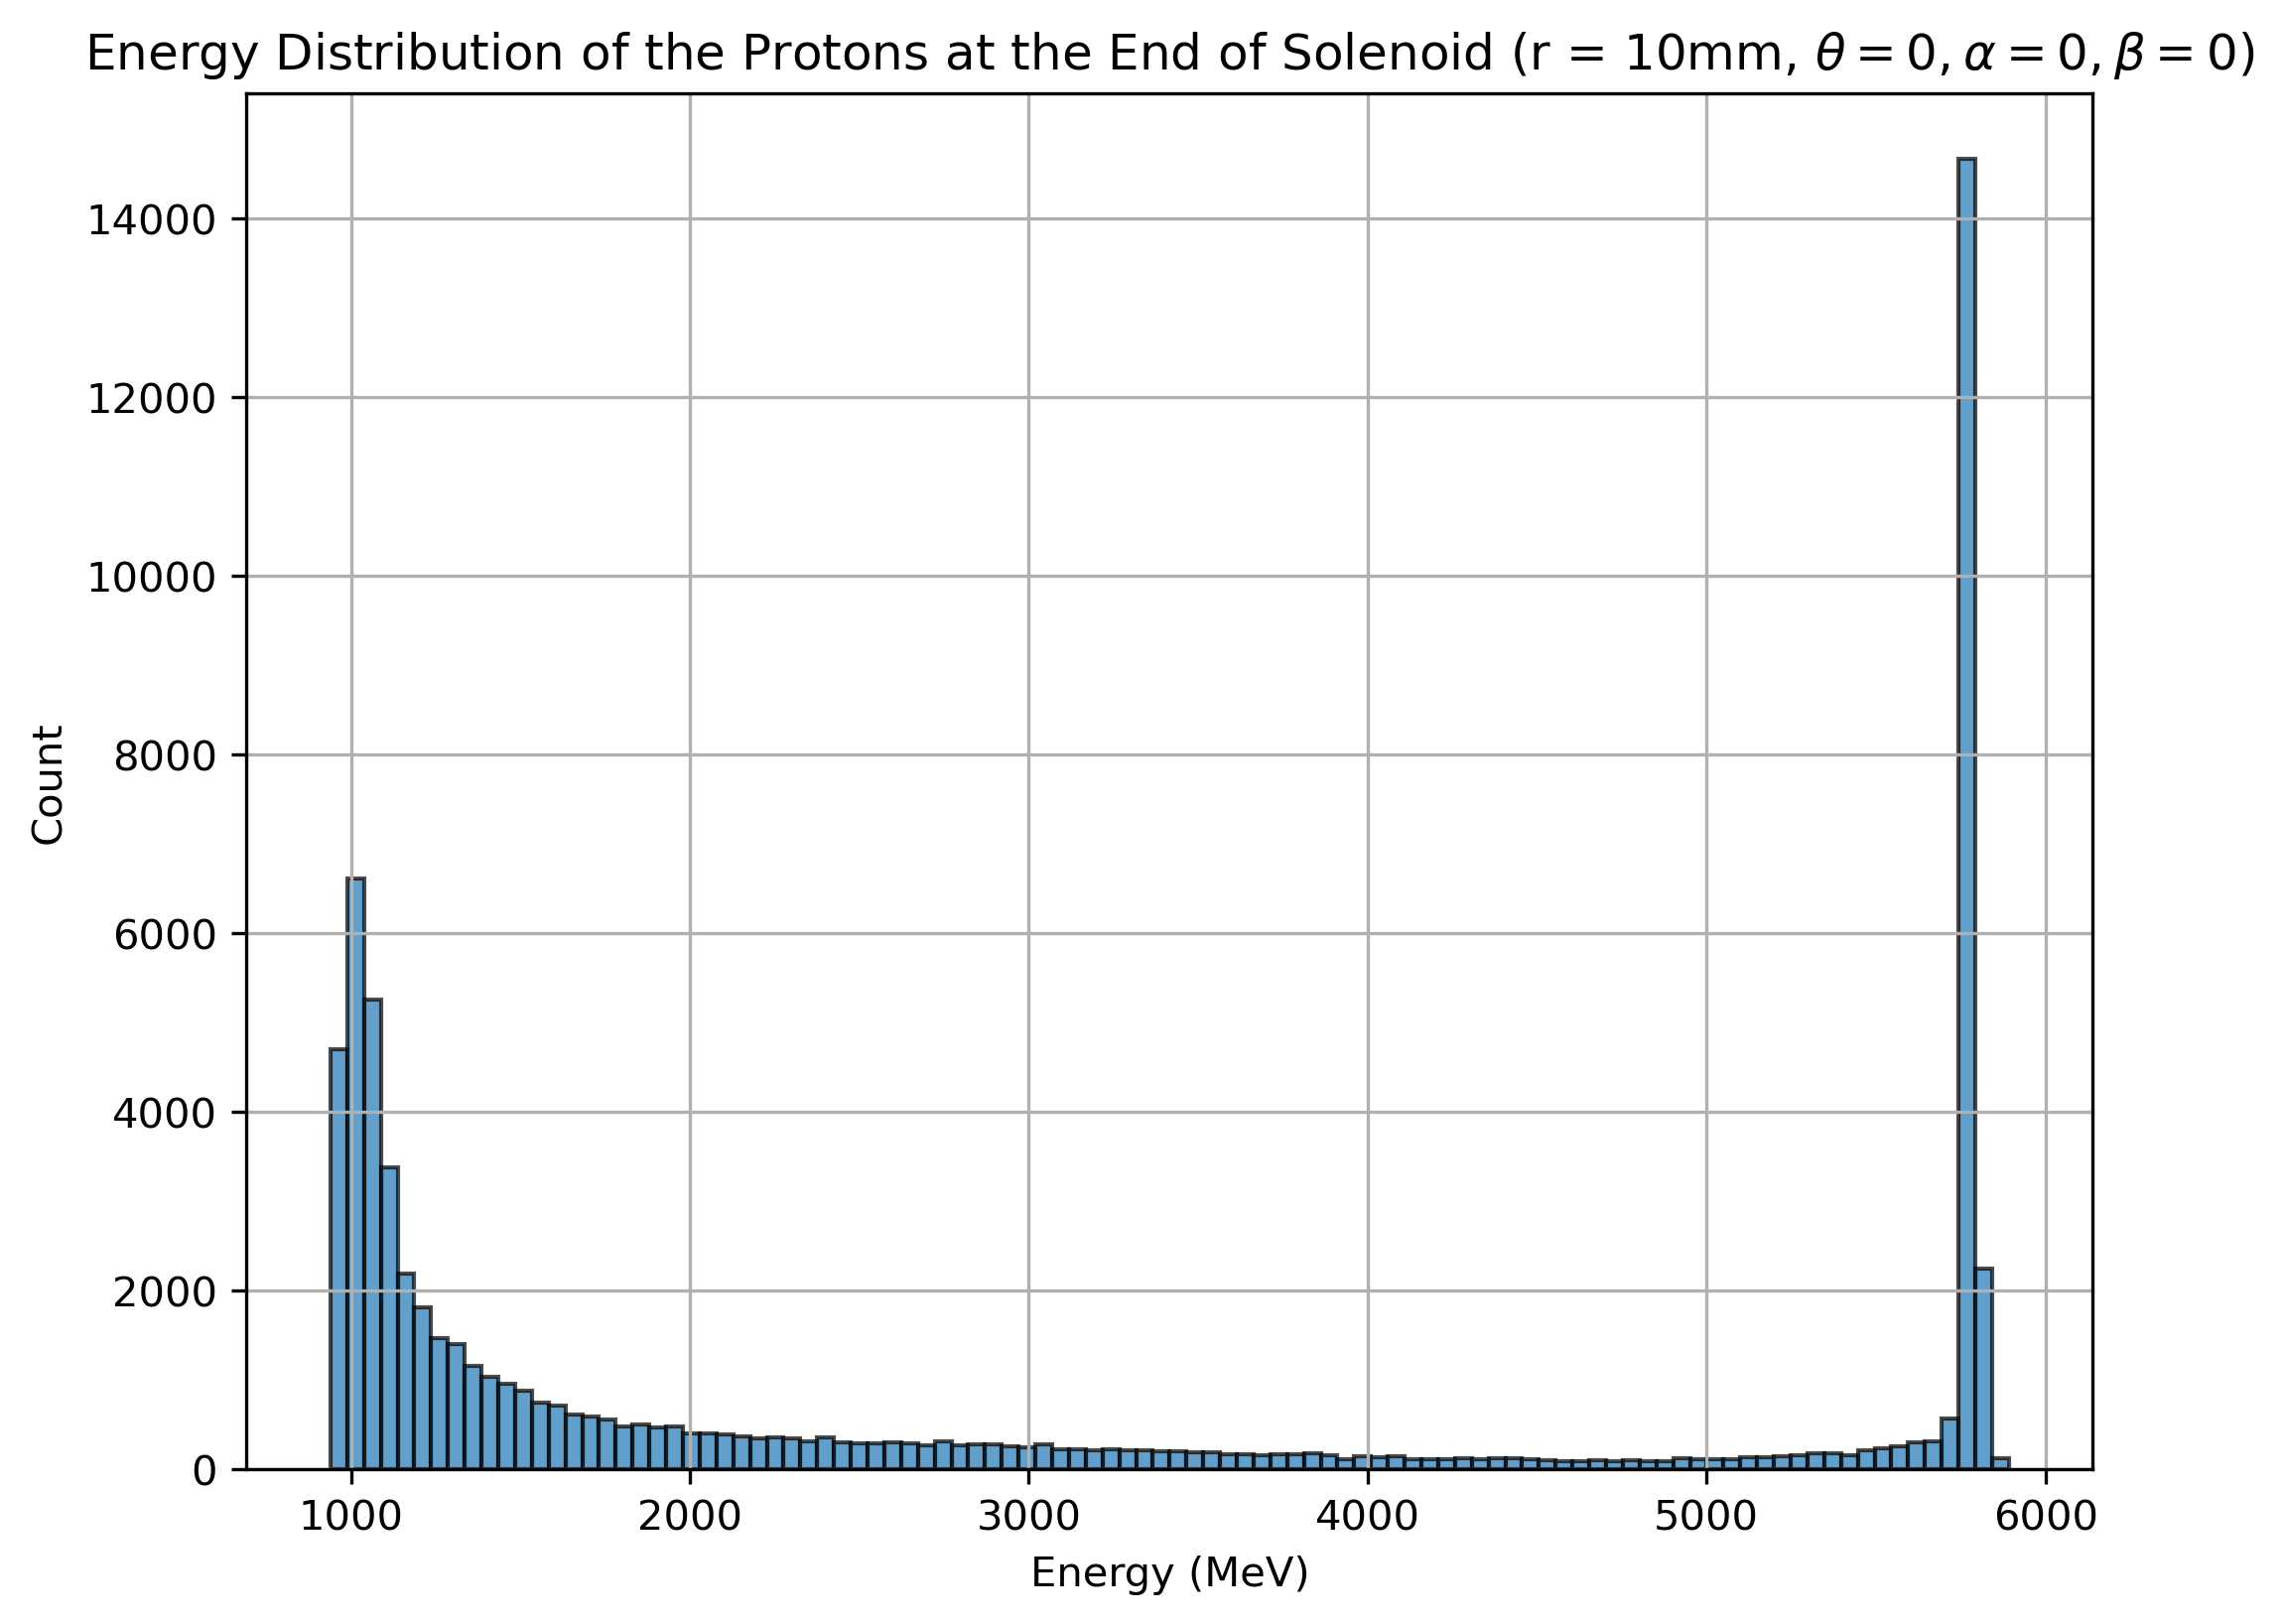 Energy Distribution of the Protons at the End of Solenoid (r = 10mm, θ = 0, α = 0, β = 0)
14000
12000
10000
8000
6000
4000
2000
0
Count
1000 2000 3000 4000 5000 6000
Energy (MeV)